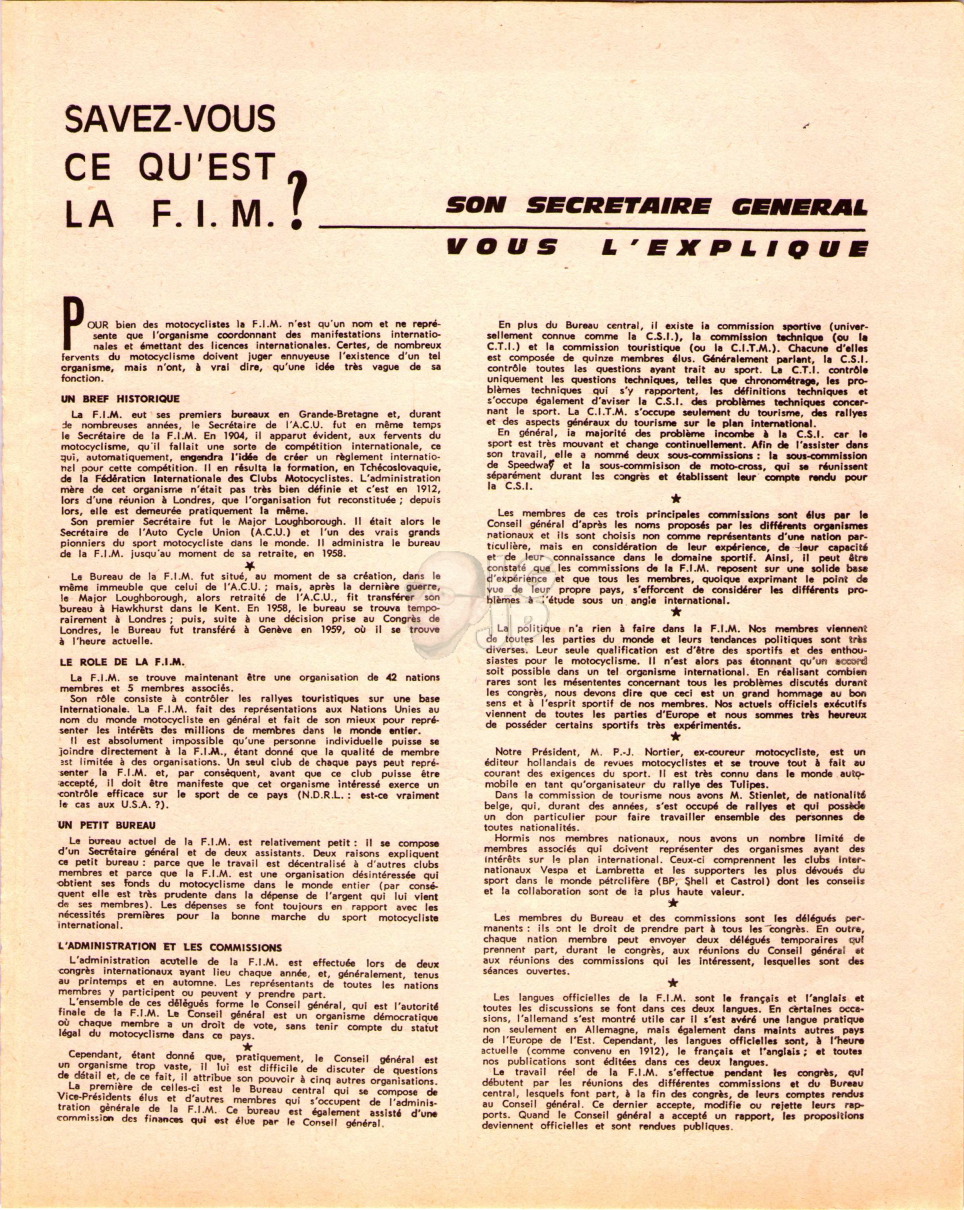 SAVEZ-VOUS
CE QU'EST
LA F.I.M. ?
SON SECRETAIRE GENERAL
VOUS L'EXPLIQUE
POUR bien des motocyclistes la F.I.M. n'est qu'un nom et ne repré-
sente que l'organisme coordonnant des manifestations internatio-
nales et émettant des licences internationales. Certes, de nombreux
fervents du motocyclisme doivent juger ennuyeuse l'existence d'un tel
organisme, mais n'ont, à vrai dire, qu'une idée très vague de sa
fonction.
UN BREF HISTORIQUE
La F.I.M. eut ses premiers bureaux en Grande-Bretagne et, durant
de nombreuses années, le Secrétaire de l'A.C.U. fut en même temps
le Secrétaire de la F.I.M. En 1904, il apparut évident, aux fervents du
motocyclisme, qu'il fallait une sorte de compétition internationale, ce
qui, automatiquement, engendra l'idée de créer un règlement internatio-
nel pour cette compétition. Il en résulta la formation, en Tchécoslovaquie,
de la Fédération Internationale des Clubs Motocyclistes. L'administration
mère de cet organisme n'était pas très bien définie et c'est en 1912,
lors d'une réunion à Londres, que l'organisation fut reconstituée ; depuis
lors, elle est demeurée pratiquement la même.
Son premier Secrétaire fut le Major Loughborough. Il était alors le
Secrétaire de l'Auto Cycle Union (A.C.U.) et l'un des vrais grands
pionniers du sport motocycliste dans le monde. Il administra le bureau
de la F.I.M. jusqu'au moment de sa retraite, en 1958.
★
Le Bureau de la F.I.M. fut situé, au moment de sa création, dans le
même immeuble que celui de l'A.C.U. ; mais, après la dernière guerre,
le Major Loughborough, alors retraité de l'A.C.U., fit transférer son
bureau à Hawkhurst dans le Kent. En 1958, le bureau se trouva tempo-
rairement à Londres ; puis, suite à une décision prise au Congrès de
Londres, le Bureau fut transféré à Genève en 1959, où il se trouve
à l'heure actuelle.
LE ROLE DE LA F.I.M.
La F.I.M. se trouve maintenant être une organisation de 42 nations
membres et 5 membres associés.
Son rôle consiste à contrôler les rallyes touristiques sur une base
internationale. La F.I.M. fait des représentations aux Nations Unies au
nom du monde motocycliste en général et fait de son mieux pour repré-
senter les intérêts des millions de membres dans le monde entier.
Il est absolument impossible qu'une personne individuelle puisse se
joindre directement à la F.I.M., étant donné que la qualité de membre
est limitée à des organisations. Un seul club de chaque pays peut repré-
senter la F.I.M. et, par conséquent, avant que ce club puisse être
accepté, il doit être manifeste que cet organisme intéressé exerce un
contrôle efficace sur le sport de ce pays (N.D.R.L. : est-ce vraiment
le cas aux U.S.A. ?).
UN PETIT BUREAU
Le bureau actuel de la F.I.M. est relativement petit : il se compose
d'un Secrétaire général et de deux assistants. Deux raisons expliquent
ce petit bureau : parce que le travail est décentralisé à d'autres clubs
membres et parce que la F.I.M. est une organisation désintéressée qui
obtient ses fonds du motocyclisme dans le monde entier (par consé-
quent elle est très prudente dans la dépense de l'argent qui lui vient
de ses membres). Les dépenses se font toujours en rapport avec les
nécessités premières pour la bonne marche du sport motocycliste
international.
L'ADMINISTRATION ET LES COMMISSIONS
L'administration acutelle de la F.I.M. est effectuée lors de deux
congrès internationaux ayant lieu chaque année, et, généralement, tenus
au printemps et en automne. Les représentants de toutes les nations
membres y participent ou peuvent y prendre part.
L'ensemble de ces délégués forme le Conseil général, qui est l'autorité
finale de la F.I.M. Le Conseil général est un organisme démocratique
où chaque membre a un droit de vote, sans tenir compte du statut
légal du motocyclisme dans ce pays.
★
Cependant, étant donné que, pratiquement, le Conseil général est
un organisme trop vaste, il lui est difficile de discuter de questions
de détail et, de ce fait, il attribue son pouvoir à cinq autres organisations.
La première de celles-ci est le Bureau central qui se compose de
Vice-Présidents élus et d'autres membres qui s'occupent de l'adminis-
tration générale de la F.I.M. Ce bureau est également assisté d'une
commission des finances qui est élue par le Conseil général.
En plus du Bureau central, il existe la commission sportive (univer-
sellement connue comme la C.S.I.), la commission technique (ou la
C.T.I.) et la commission touristique (ou la C.I.T.M.). Chacune d'elles
est composée de quinze membres élus. Généralement parlant, la C.S.I.
contrôle toutes les questions ayant trait au sport. La C.T.I. contrôle
uniquement les questions techniques, telles que chronométrage, les pro-
blèmes techniques qui s'y rapportent, les définitions techniques et
s'occupe également d'aviser la C.S.I. des problèmes techniques concer-
nant le sport. La C.I.T.M. s'occupe seulement du tourisme, des rallyes
et des aspects généraux du tourisme sur le plan international.
En général, la majorité des problème incombe à la C.S.I. car le
sport est très mouvant et change continuellement. Afin de l'assister dans
son travail, elle a nommé deux sous-commissions : la sous-commission
de Speedway et la sous-commisison de moto-cross, qui se réunissent
séparément durant les congrès et établissent leur compte rendu pour
la C.S.I.
★
Les membres de ces trois principales commissions sont élus par le
Conseil général d'après les noms proposés par les différents organismes
nationaux et ils sont choisis non comme représentants d'une nation par-
ticulière, mais en considération de leur expérience, de leur capacité
et de leur connaissance dans le domaine sportif. Ainsi, il peut être
constaté que les commissions de la F.I.M. reposent sur une solide base
d'expérience et que tous les membres, quoique exprimant le point de
vue de leur propre pays, s'efforcent de considérer les différents pro-
blèmes à l'étude sous un angle international.
★
La politique n'a rien à faire dans la F.I.M. Nos membres viennent
de toutes les parties du monde et leurs tendances politiques sont très
diverses. Leur seule qualification est d'être des sportifs et des enthou-
siastes pour le motocyclisme. Il n'est alors pas étonnant qu'un accord
soit possible dans un tel organisme international. En réalisant combien
rares sont les mésententes concernant tous les problèmes discutés durant
les congrès, nous devons dire que ceci est un grand hommage au bon
sens et à l'esprit sportif de nos membres. Nos actuels officiels exécutifs
viennent de toutes les parties d'Europe et nous sommes très heureux
de posséder certains sportifs très expérimentés.
★
Notre Président, M. P.-J. Nortier, ex-coureur motocycliste, est un
éditeur hollandais de revues motocyclistes et se trouve tout à fait au
courant des exigences du sport. Il est très connu dans le monde auto-
mobile en tant qu'organisateur du rallye des Tulipes.
Dans la commission de tourisme nous avons M. Stienlet, de nationalité
belge, qui, durant des années, s'est occupé de rallyes et qui possède
un don particulier pour faire travailler ensemble des personnes de
toutes nationalités.
Hormis nos membres nationaux, nous avons un nombre limité de
membres associés qui doivent représenter des organismes ayant des
intérêts sur le plan international. Ceux-ci comprennent les clubs inter-
nationaux Vespa et Lambretta et les supporters les plus dévoués du
sport dans le monde pétrolifère (BP, Shell et Castrol) dont les conseils
et la collaboration sont de la plus haute valeur.
★
Les membres du Bureau et des commissions sont les délégués per-
manents : ils ont le droit de prendre part à tous les congrès. En outre,
chaque nation membre peut envoyer deux délégués temporaires qui
prennent part, durant le congrès, aux réunions du Conseil général et
aux réunions des commissions qui les intéressent, lesquelles sont des
séances ouvertes.
★
Les langues officielles de la F.I.M. sont le français et l'anglais et
toutes les discussions se font dans ces deux langues. En certaines occa-
sions, l'allemand s'est montré utile car il s'est avéré une langue pratique
non seulement en Allemagne, mais également dans maints autres pays
de l'Europe de l'Est. Cependant, les langues officielles sont, à l'heure
actuelle (comme convenu en 1912), le français et l'anglais ; et toutes
nos publications sont éditées dans ces deux langues.
Le travail réel de la F.I.M. s'effectue pendant les congrès, qui
débutent par les réunions des différentes commissions et du Bureau
central, lesquels font part, à la fin des congrès, de leurs comptes rendus
au Conseil général. Ce dernier accepte, modifie ou rejette leurs rap-
ports. Quand le Conseil général a accepté un rapport, les propositions
deviennent officielles et sont rendues publiques.
JB